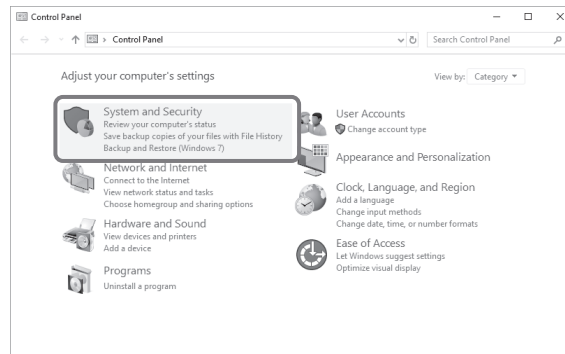 Control Panel
Control Panel
Search Control Panel
Adjust your computer's settings
View by: Category
System and Security
Review your computer's status
Save backup copies of your files with File History
Backup and Restore (Windows 7)
Network and Internet
Connect to the Internet
View network status and tasks
Choose homegroup and sharing options
Hardware and Sound
View devices and printers
Add a device
Programs
Uninstall a program
User Accounts
Change account type
Appearance and Personalization
Clock, Language, and Region
Add a language
Change input methods
Change date, time, or number formats
Ease of Access
Let Windows suggest settings
Optimize visual display